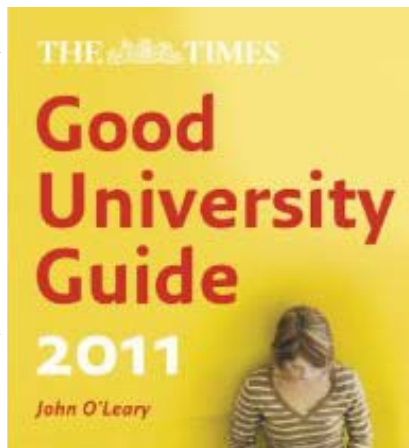 THE TIMES
Good
University
Guide
2011
John O'Leary